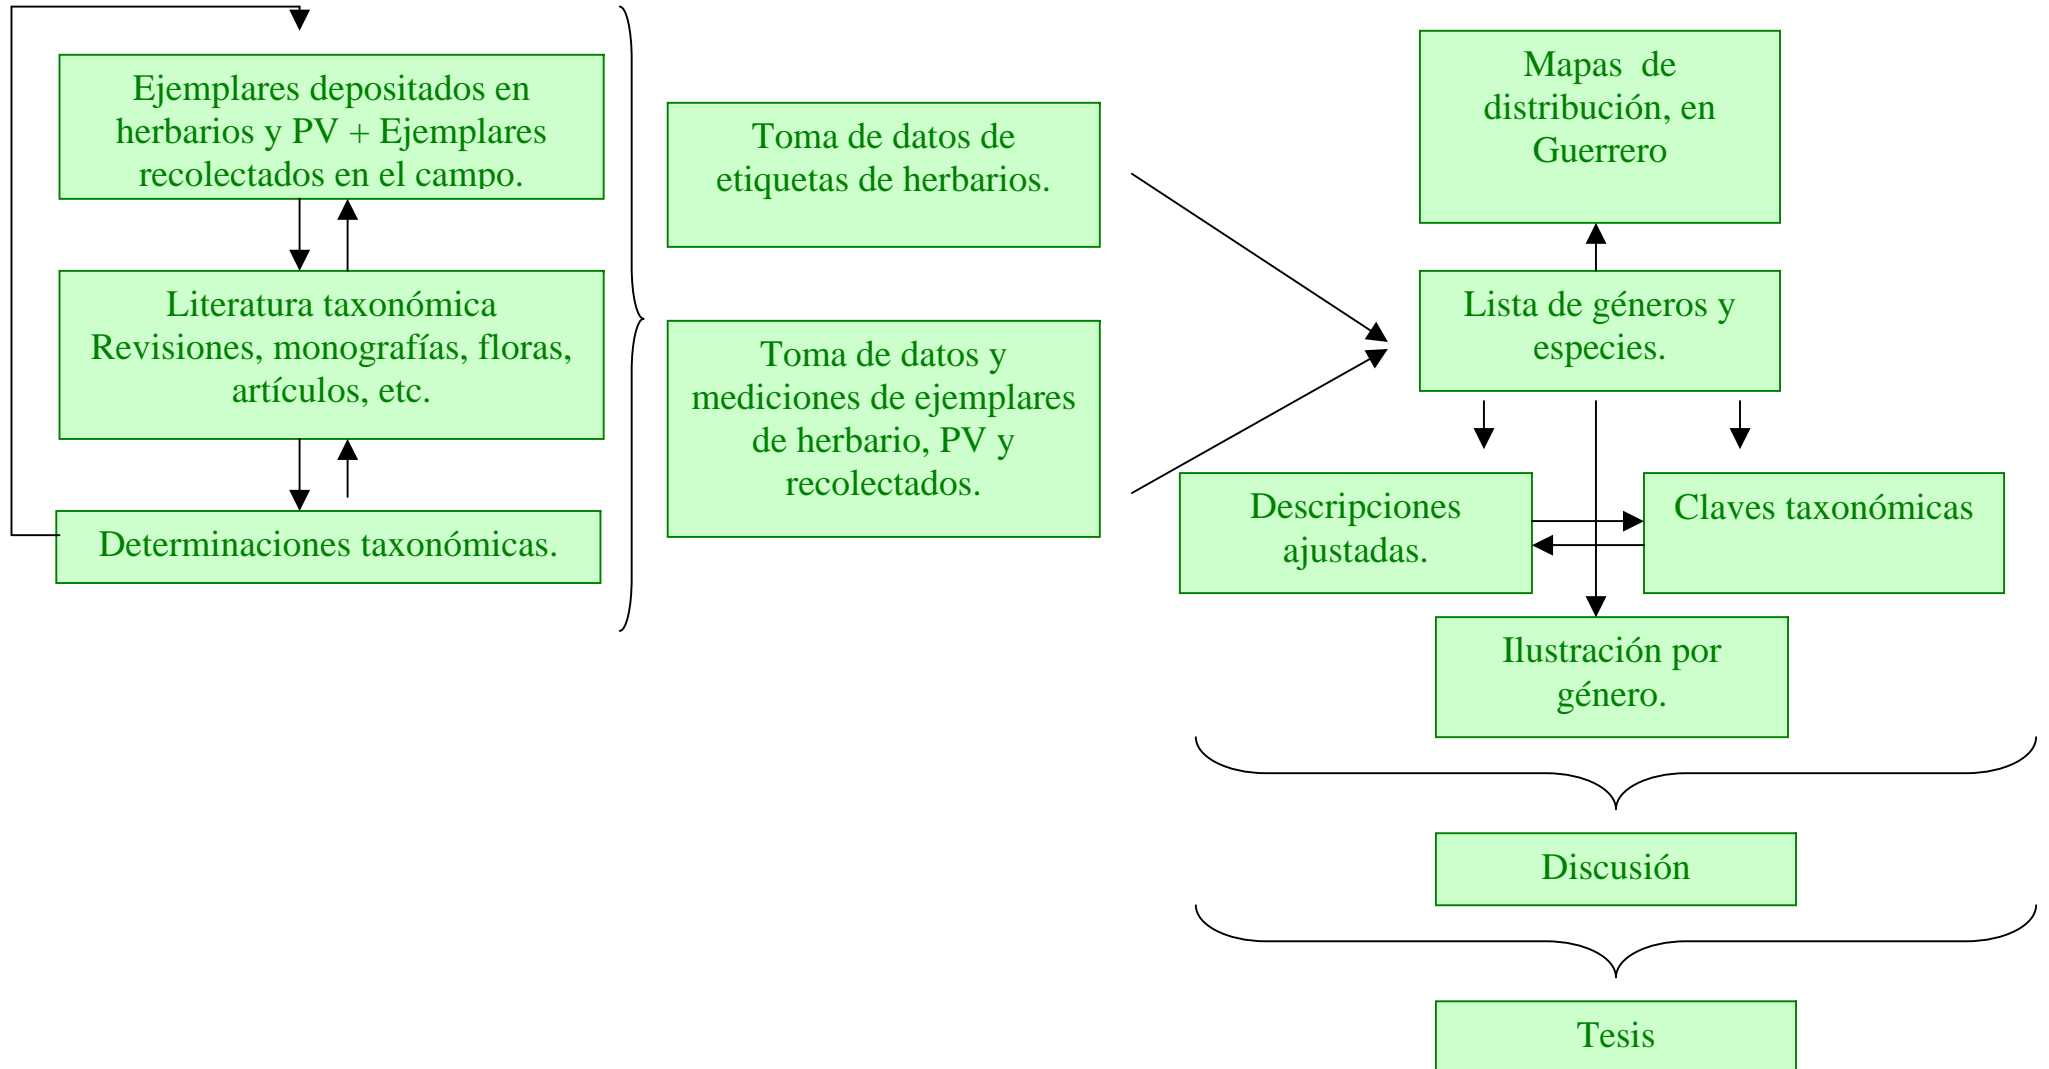 Ejemplares depositados en
herbarios y PV + Ejemplares
recolectados en el campo.
Literatura taxonómica
Revisiones, monografías, floras,
artículos, etc.
Determinaciones taxonómicas.
Toma de datos de
etiquetas de herbarios.
Toma de datos y
mediciones de ejemplares
de herbario, PV y
recolectados.
Mapas de
distribución, en
Guerrero
Lista de géneros y
especies.
Descripciones
ajustadas.
Claves taxonómicas
Ilustración por
género.
Discusión
Tesis